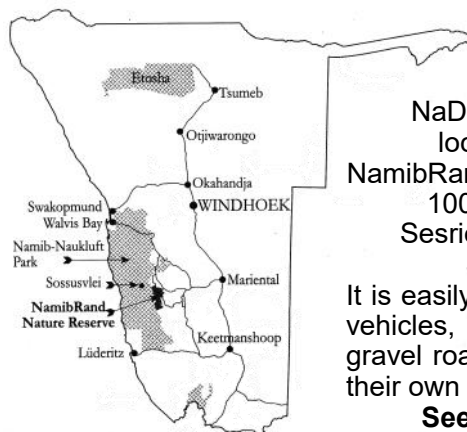 Etosha
Tsumeb
Otjiwarongo
Okahandja
WINDHOEK
Swakopmund
Walvis Bay
Namib-Naukluft
Park
Sossusvlei
NamibRand
Nature Reserve
Mariental
Keetmanshoop
Lüderitz
NaD
loc
NamibRan
100
Sesrie
It is easily
vehicles,
gravel roa
their own
See